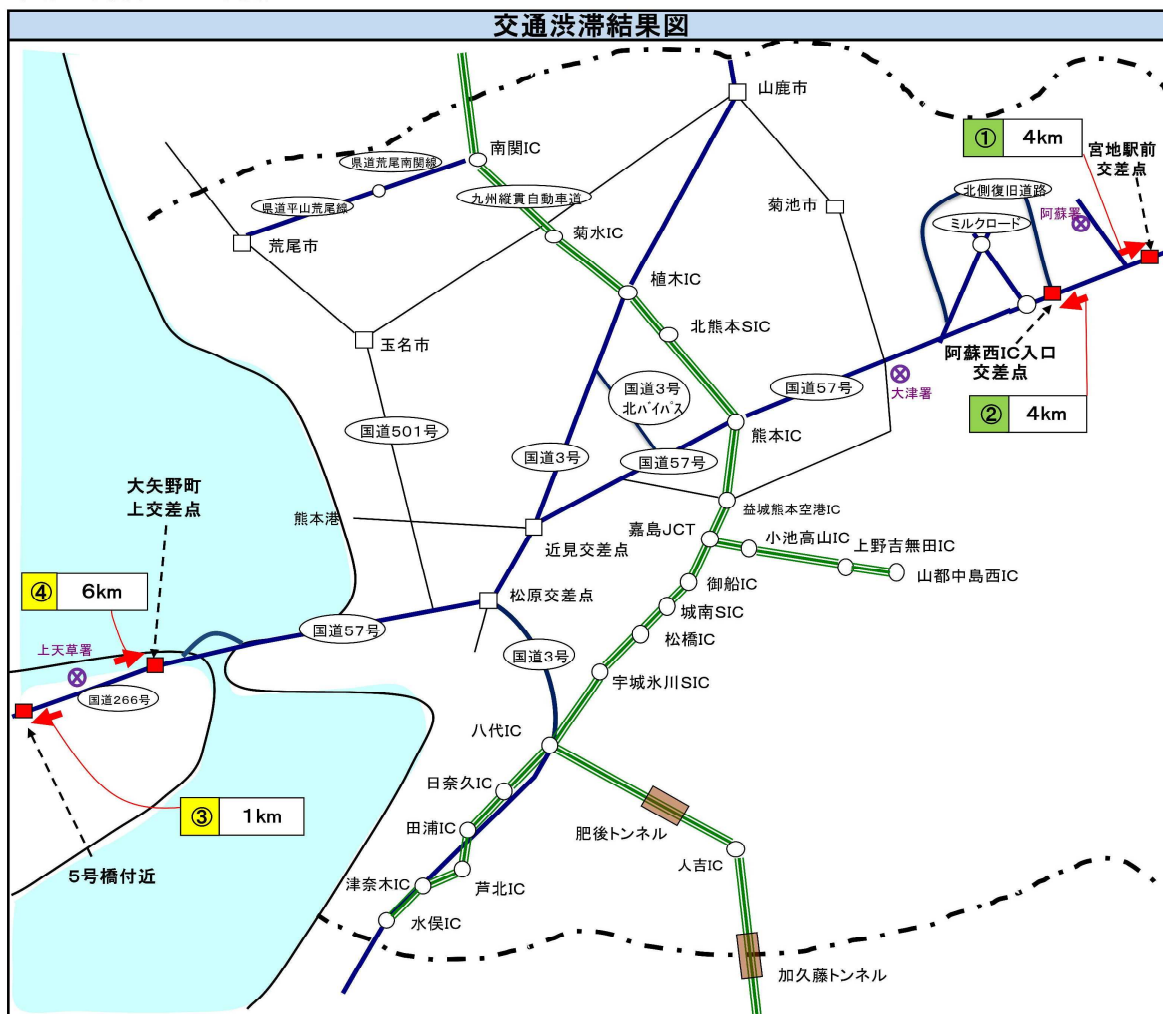 交通渋滞結果図
山鹿市
①
4km
宮地駅前
交差点
南関IC
県道荒尾南関線
九州縦貫自動車道
県道平山荒尾線
菊池市
北側復旧道路
阿蘇署
ミルクロード
荒尾市
菊水IC
植木IC
北熊本SIC
玉名市
阿蘇西IC入口
交差点
大津署
国道3号
北バイパス
国道57号
②
4km
国道501号
熊本IC
国道3号
国道57号
大矢野町
上交差点
熊本港
近見交差点
益城熊本空港IC
嘉島JCT
小池高山IC
上野吉無田IC
山都中島西IC
④
6km
松原交差点
御船IC
城南SIC
国道57号
松橋IC
上天草署
国道3号
宇城氷川SIC
国道266号
八代IC
日奈久IC
③
1km
田浦IC
肥後トンネル
5号橋付近
津奈木IC
芦北IC
人吉IC
水俣IC
加久藤トンネル